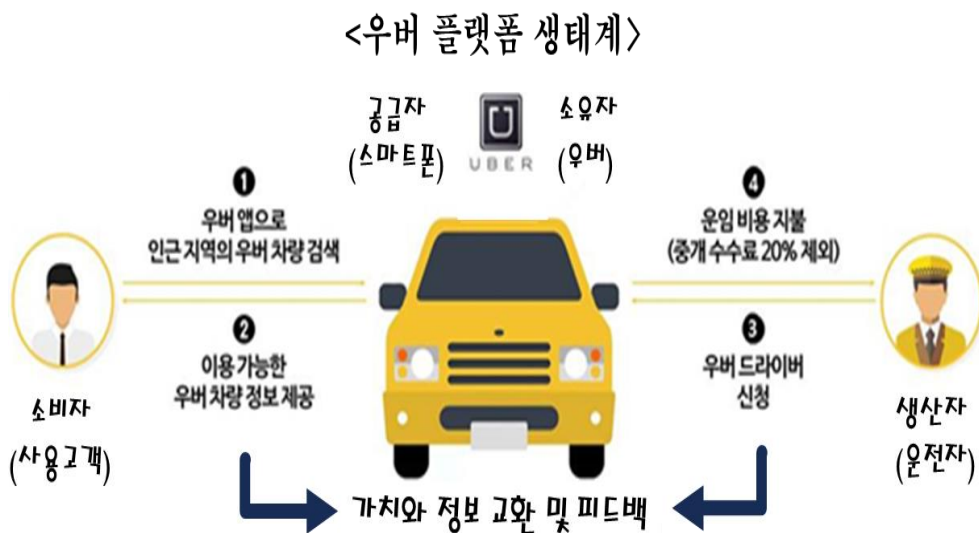 <우버 플랫폼 생태계>
공급자
(스마트폰)
UBER
소유자
(우버)
1
우버 앱으로
인근 지역의 우버 차량 검색
4
운임 비용 지불
(중개 수수료 20% 제외)
2
이용 가능한
우버 차량 정보 제공
3
우버 드라이버
신청
소비자
(사용고객)
생산자
(운전자)
가치와 정보 교환 및 피드백